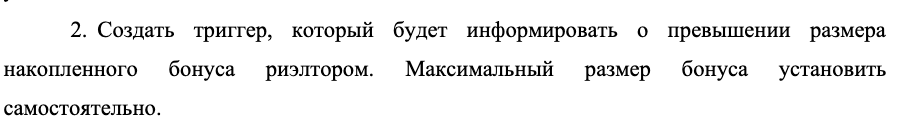 2. Создать триггер, который будет информировать о превышении размера
накопленного бонуса риэлтором. Максимальный размер бонуса установить
самостоятельно.